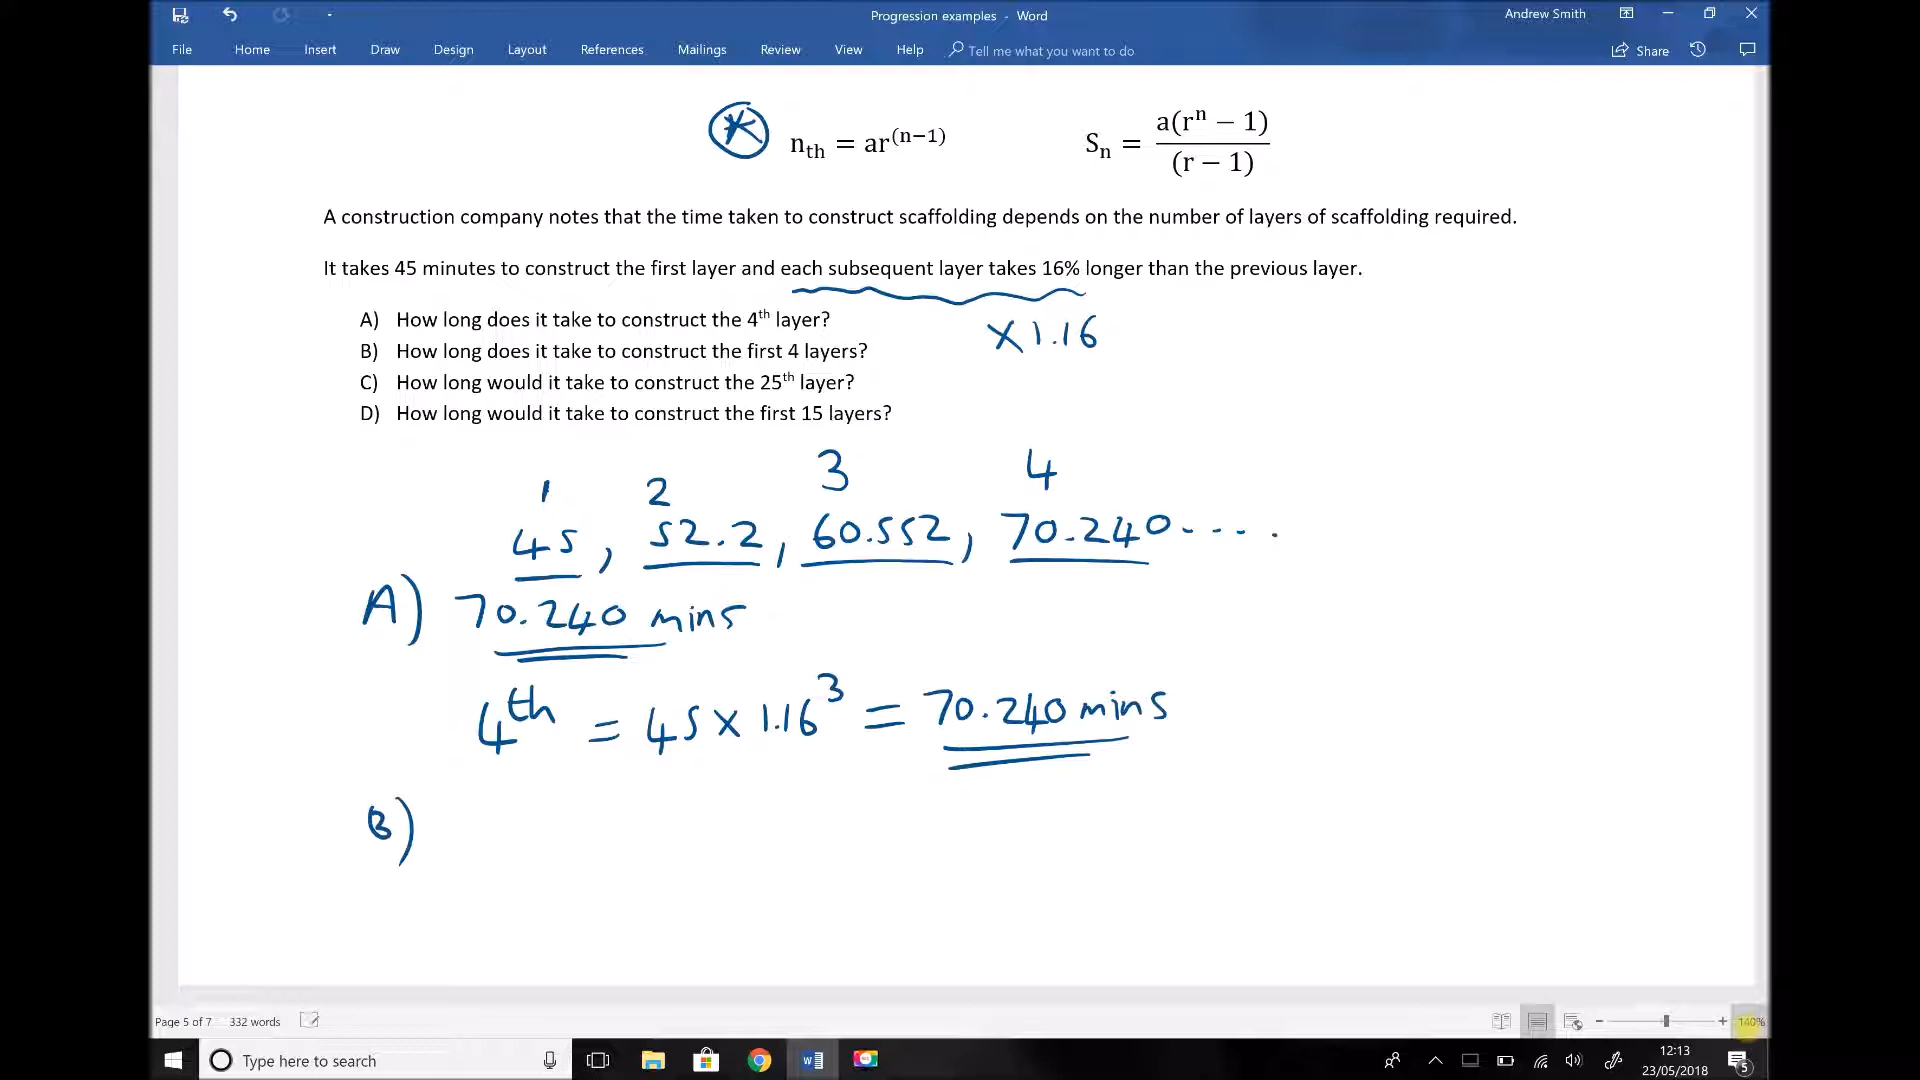 Progression examples - Word
Andrew Smith
File Home Insert Draw Design Layout References Mailings Review View Help Tell me what you want to do Share
nth = ar(n−1)
Sn = a(rn − 1) / (r − 1)
A construction company notes that the time taken to construct scaffolding depends on the number of layers of scaffolding required.
It takes 45 minutes to construct the first layer and each subsequent layer takes 16% longer than the previous layer.
A) How long does it take to construct the 4th layer?
B) How long does it take to construct the first 4 layers?
C) How long would it take to construct the 25th layer?
D) How long would it take to construct the first 15 layers?
×1.16
1 2 3 4
45, 52.2, 60.552, 70.240.....
A) 70.240 mins
4th = 45 × 1.16³ = 70.240 mins
B)
Page 5 of 7 332 words
140%
Type here to search
12:13
23/05/2018
5